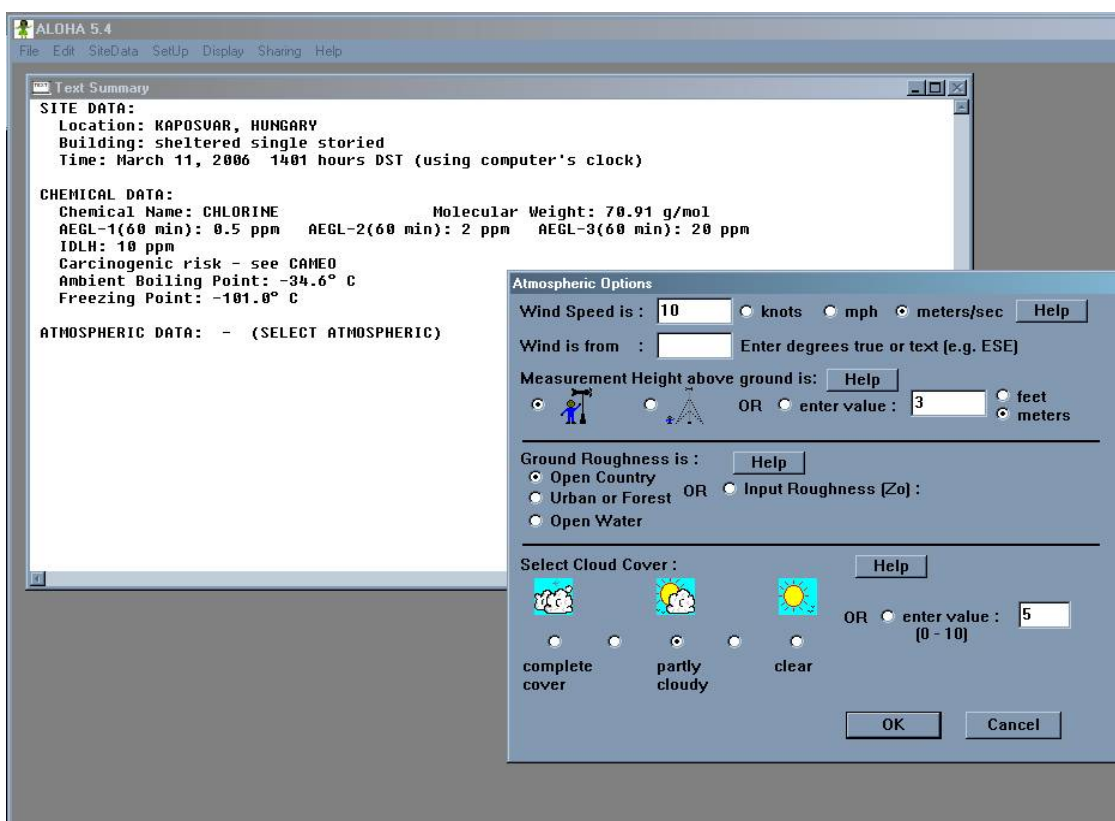 ALOHA 5.4
File Edit SiteData SetUp Display Sharing Help
Text Summary
SITE DATA:
Location: KAPOSVAR, HUNGARY
Building: sheltered single storied
Time: March 11, 2006 1401 hours DST (using computer's clock)
CHEMICAL DATA:
Chemical Name: CHLORINE Molecular Weight: 70.91 g/mol
AEGL-1(60 min): 0.5 ppm AEGL-2(60 min): 2 ppm AEGL-3(60 min): 20 ppm
IDLH: 10 ppm
Carcinogenic risk - see CAMEO
Ambient Boiling Point: -34.6° C
Freezing Point: -101.0° C
ATMOSPHERIC DATA: - (SELECT ATMOSPHERIC)
Atmospheric Options
Wind Speed is : 10 knots mph meters/sec Help
Wind is from : Enter degrees true or text (e.g. ESE)
Measurement Height above ground is: Help
OR enter value : 3 feet
meters
Ground Roughness is : Help
Open Country
Urban or Forest OR Input Roughness (Zo) :
Open Water
Select Cloud Cover : Help
OR enter value : 5
(0 - 10)
complete partly clear
cover cloudy
OK Cancel